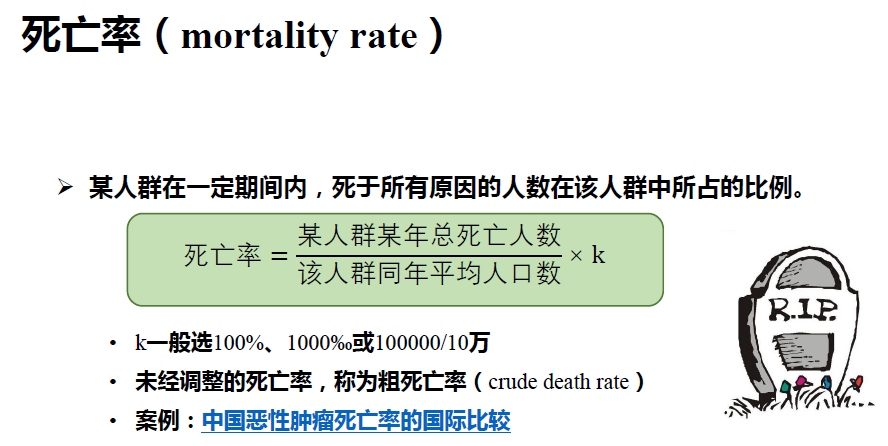 死亡率（mortality rate）
➢ 某人群在一定期间内，死于所有原因的人数在该人群中所占的比例。
死亡率 = 某人群某年总死亡人数 / 该人群同年平均人口数 × k
• k一般选100%、1000‰或100000/10万
• 未经调整的死亡率，称为粗死亡率（crude death rate）
• 案例：中国恶性肿瘤死亡率的国际比较
R.I.P.